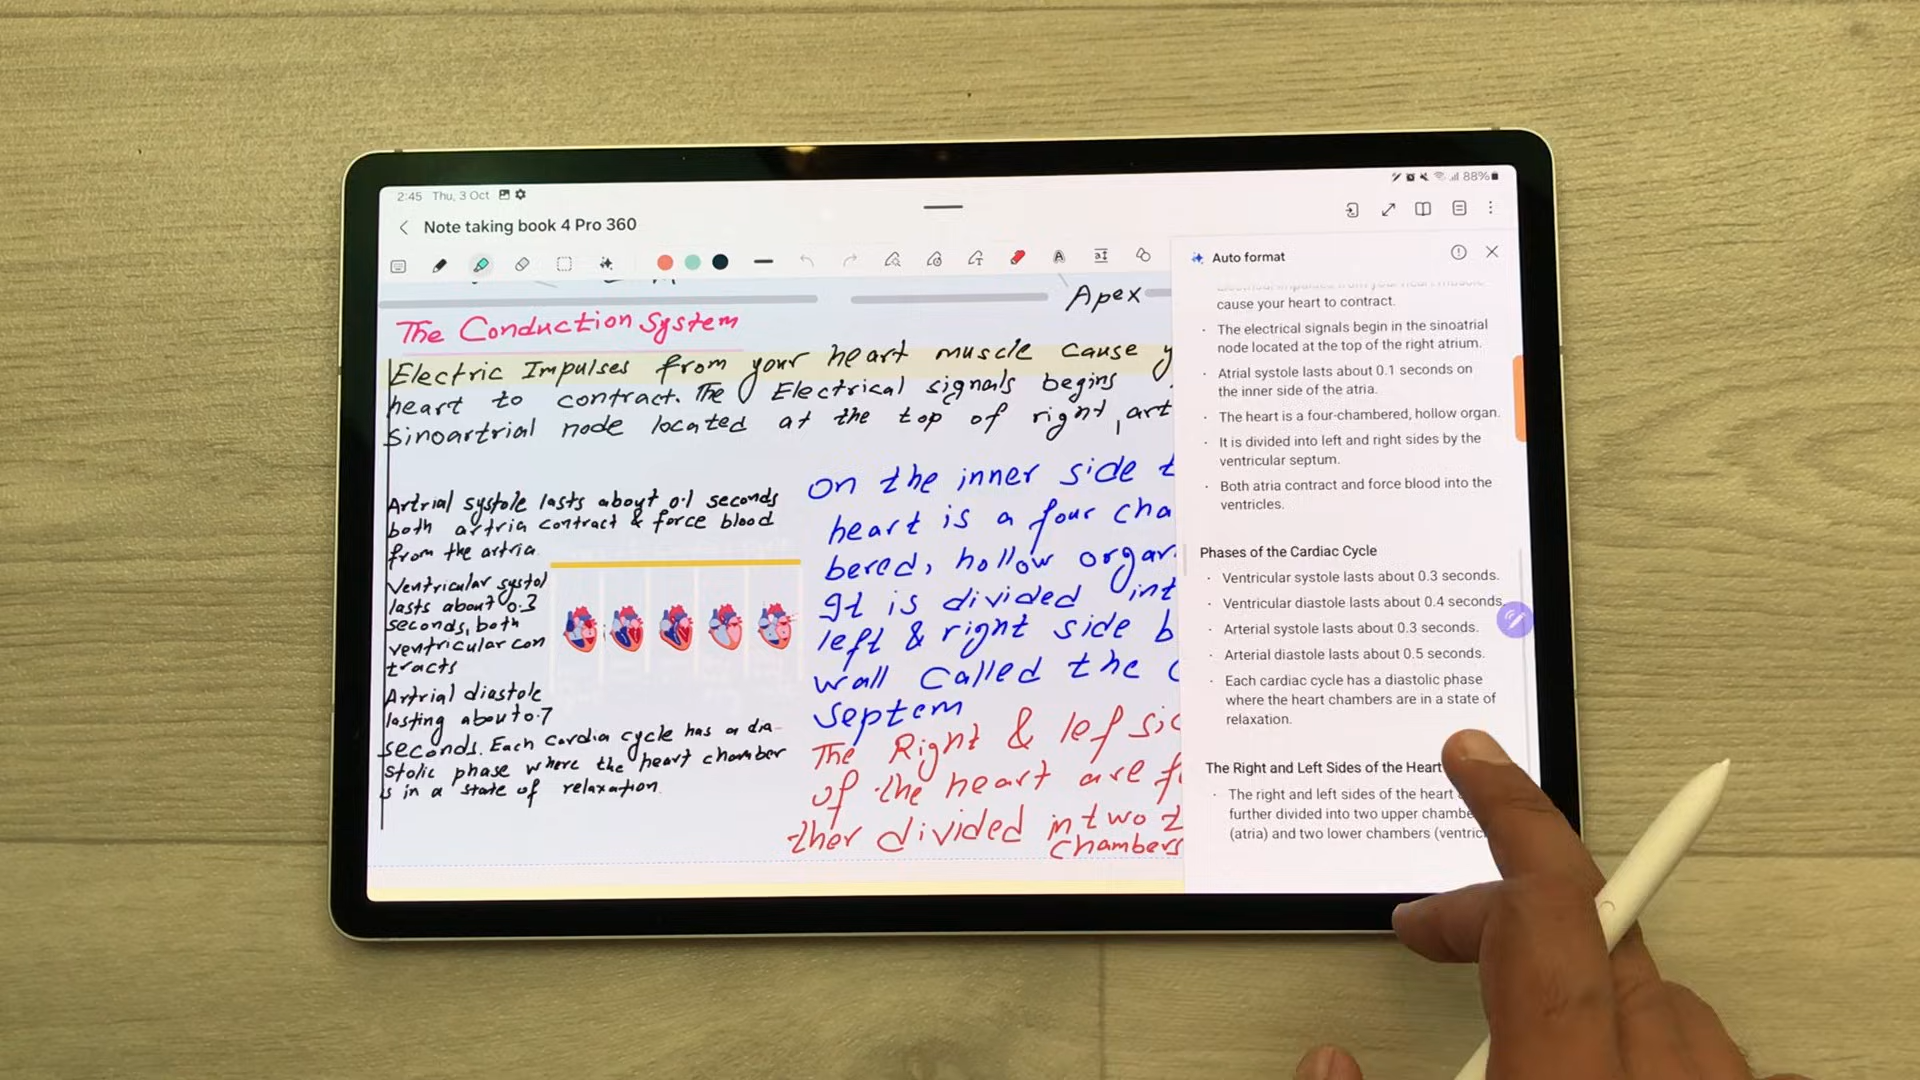 2:45 Thu, 3 Oct
88%
Note taking book 4 Pro 360
Apex
The Conduction System
Electric Impulses from your heart muscle cause y
heart to contract. The Electrical signals begins
sinoartrial node located at the top of right, art
Artrial systole lasts about 0.1 seconds
both artria contract & force blood
from the artria.
Ventricular systol
lasts about 0.3
seconds, both
ventricular con
tracts
Artrial diastole
lasting about 0.7
seconds. Each Cardia cycle has a dia-
stolic phase where the heart chamber
is in a state of relaxation.
on the inner side t
heart is a four cha
bered, hollow organ
It is divided int
left & right side b
wall called the
septem
The Right & lef sid
of the heart are f
ther divided in two
chambers
Auto format
cause your heart to contract.
· The electrical signals begin in the sinoatrial
node located at the top of the right atrium.
· Atrial systole lasts about 0.1 seconds on
the inner side of the atria.
· The heart is a four-chambered, hollow organ.
· It is divided into left and right sides by the
ventricular septum.
· Both atria contract and force blood into the
ventricles.
Phases of the Cardiac Cycle
· Ventricular systole lasts about 0.3 seconds.
· Ventricular diastole lasts about 0.4 seconds
· Arterial systole lasts about 0.3 seconds.
· Arterial diastole lasts about 0.5 seconds.
· Each cardiac cycle has a diastolic phase
where the heart chambers are in a state of
relaxation.
The Right and Left Sides of the Heart
· The right and left sides of the heart
further divided into two upper chambe
(atria) and two lower chambers (ventric